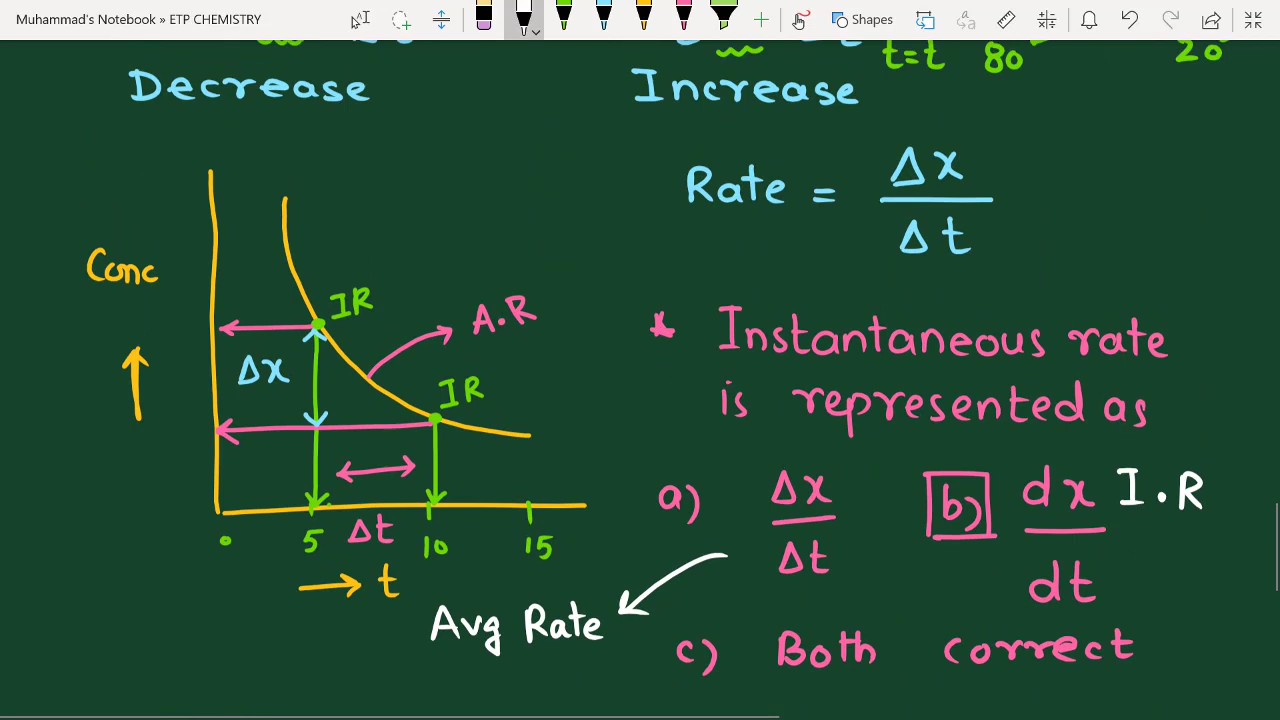 Muhammad's Notebook » ETP CHEMISTRY
Shapes
t=t 80 20
Decrease
Increase
Rate = Δx
Δt
Conc
IR
A.R
Δx
IR
0 5 Δt 10 15
t
* Instantaneous rate
is represented as
a) Δx
Δt
b) dx
dt
I.R
Avg Rate
c) Both correct